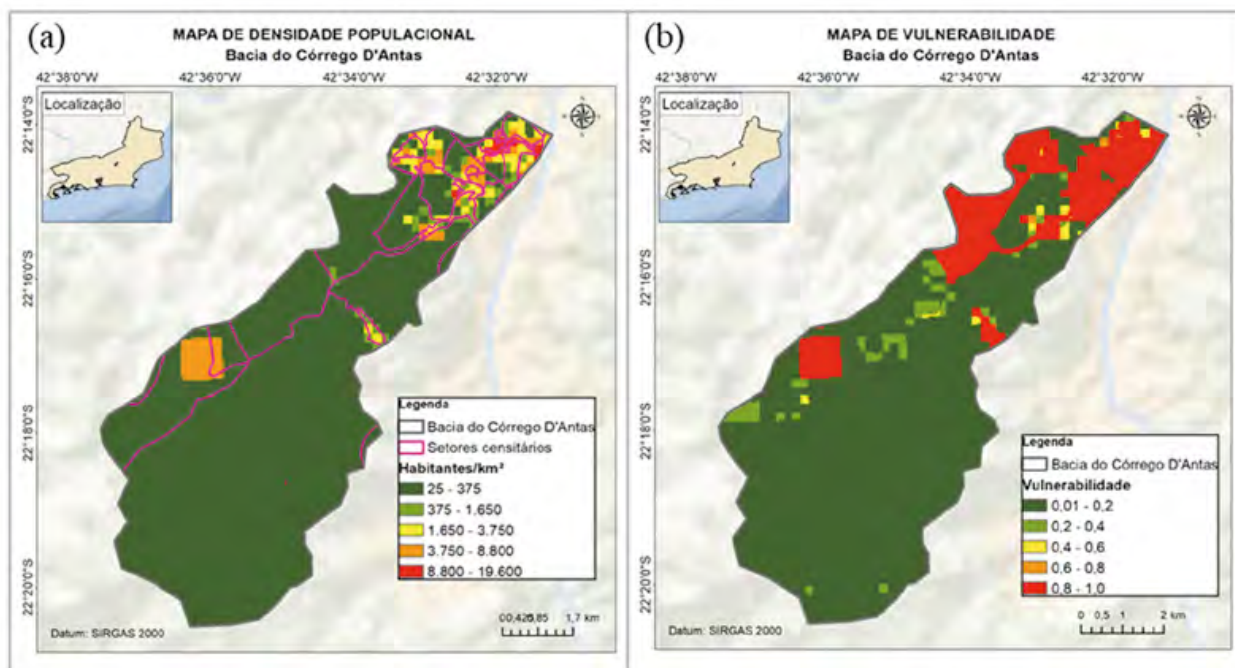 (a)
MAPA DE DENSIDADE POPULACIONAL
Bacia do Córrego D'Antas
42°38'0"W 42°36'0"W 42°34'0"W 42°32'0"W
Localização
22°14'0"S
22°16'0"S
22°18'0"S
22°20'0"S
Legenda
Bacia do Córrego D'Antas
Setores censitários
Habitantes/km²
25 - 375
375 - 1.650
1.650 - 3.750
3.750 - 8.800
8.800 - 19.600
Datum: SIRGAS 2000
00,4250,85 1,7 km
(b)
MAPA DE VULNERABILIDADE
Bacia do Córrego D'Antas
42°38'0"W 42°36'0"W 42°34'0"W 42°32'0"W
Localização
22°14'0"S
22°16'0"S
22°18'0"S
22°20'0"S
Legenda
Bacia do Córrego D'Antas
Vulnerabilidade
0,01 - 0,2
0,2 - 0,4
0,4 - 0,6
0,6 - 0,8
0,8 - 1,0
Datum: SIRGAS 2000
0 0,5 1 2 km